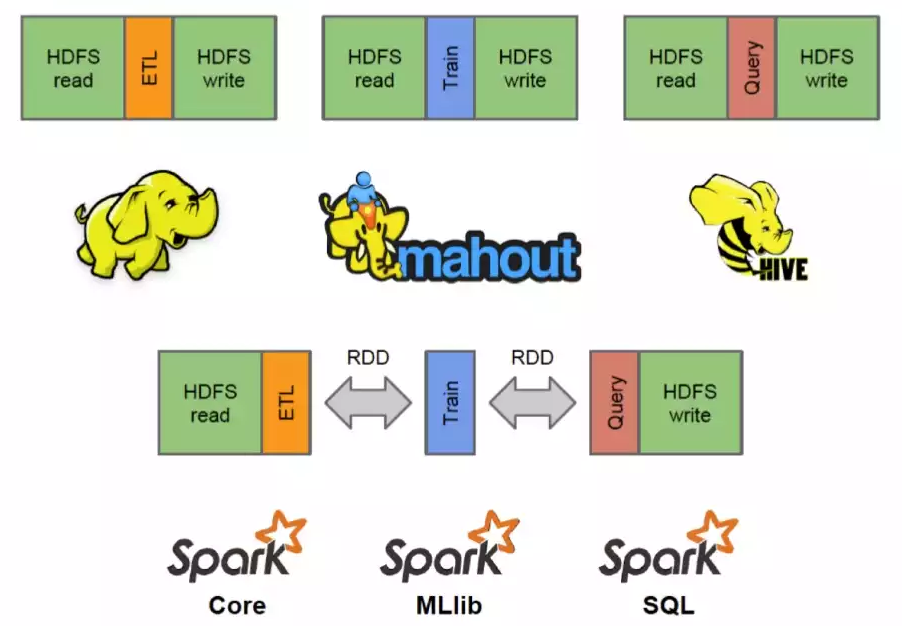 HDFS
read
ETL
HDFS
write
HDFS
read
Train
HDFS
write
HDFS
read
Query
HDFS
write
mahout
HIVE
HDFS
read
ETL
RDD
Train
RDD
Query
HDFS
write
Spark
Core
Spark
MLlib
Spark
SQL